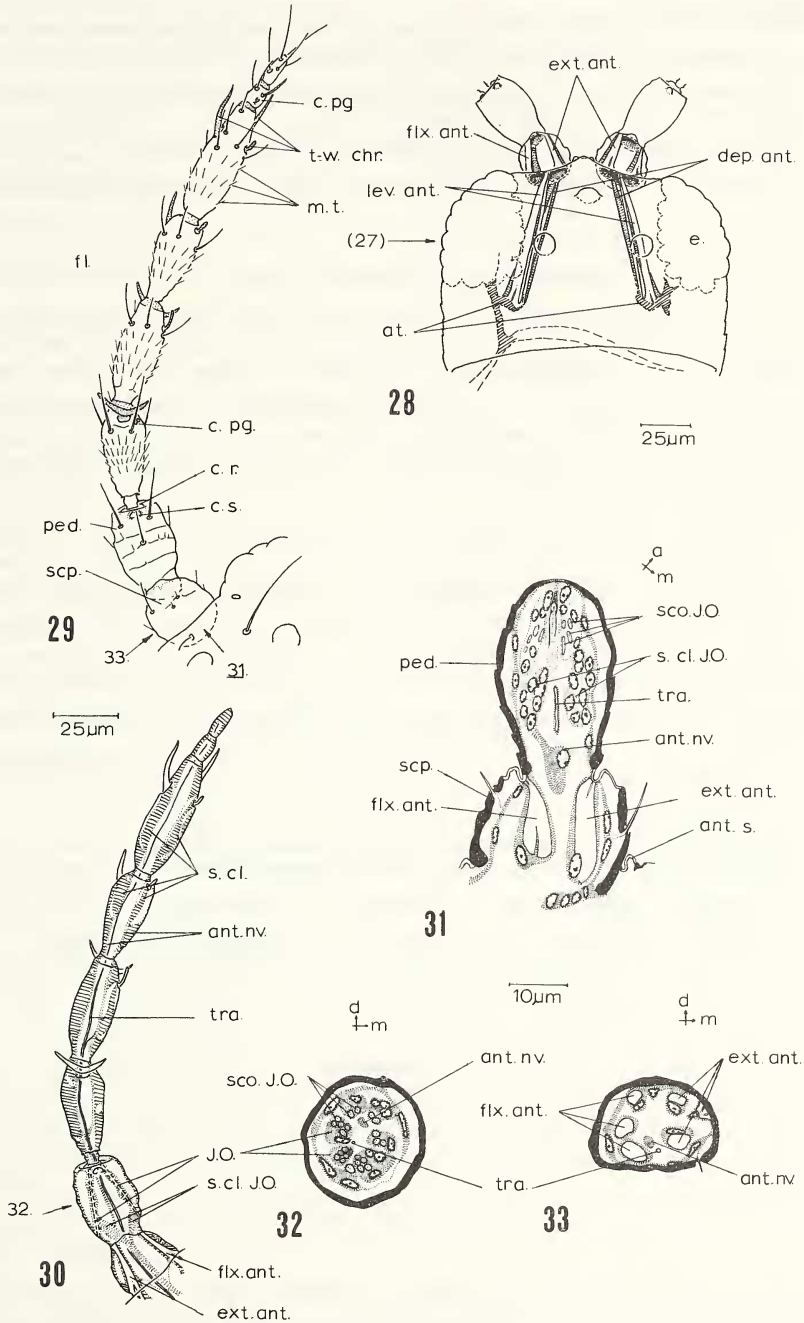 c. pg
t.-w. chr.
m. t.
fl.
c. pg.
c. r.
c. s.
ped.
scp.
29
33.
31.
ext. ant.
flx. ant.
dep. ant.
lev. ant.
(27)
e.
at.
28
25µm
a
m
sco. J.O.
ped.
s. cl. J.O.
tra.
ant. nv.
scp.
flx. ant.
ext. ant.
ant. s.
31
25µm
s. cl.
ant. nv.
tra.
J.O.
s. cl. J.O.
32.
30
flx. ant.
ext. ant.
10µm
d
m
sco. J.O.
ant. nv.
tra.
32
d
m
ext. ant.
flx. ant.
ant. nv.
33